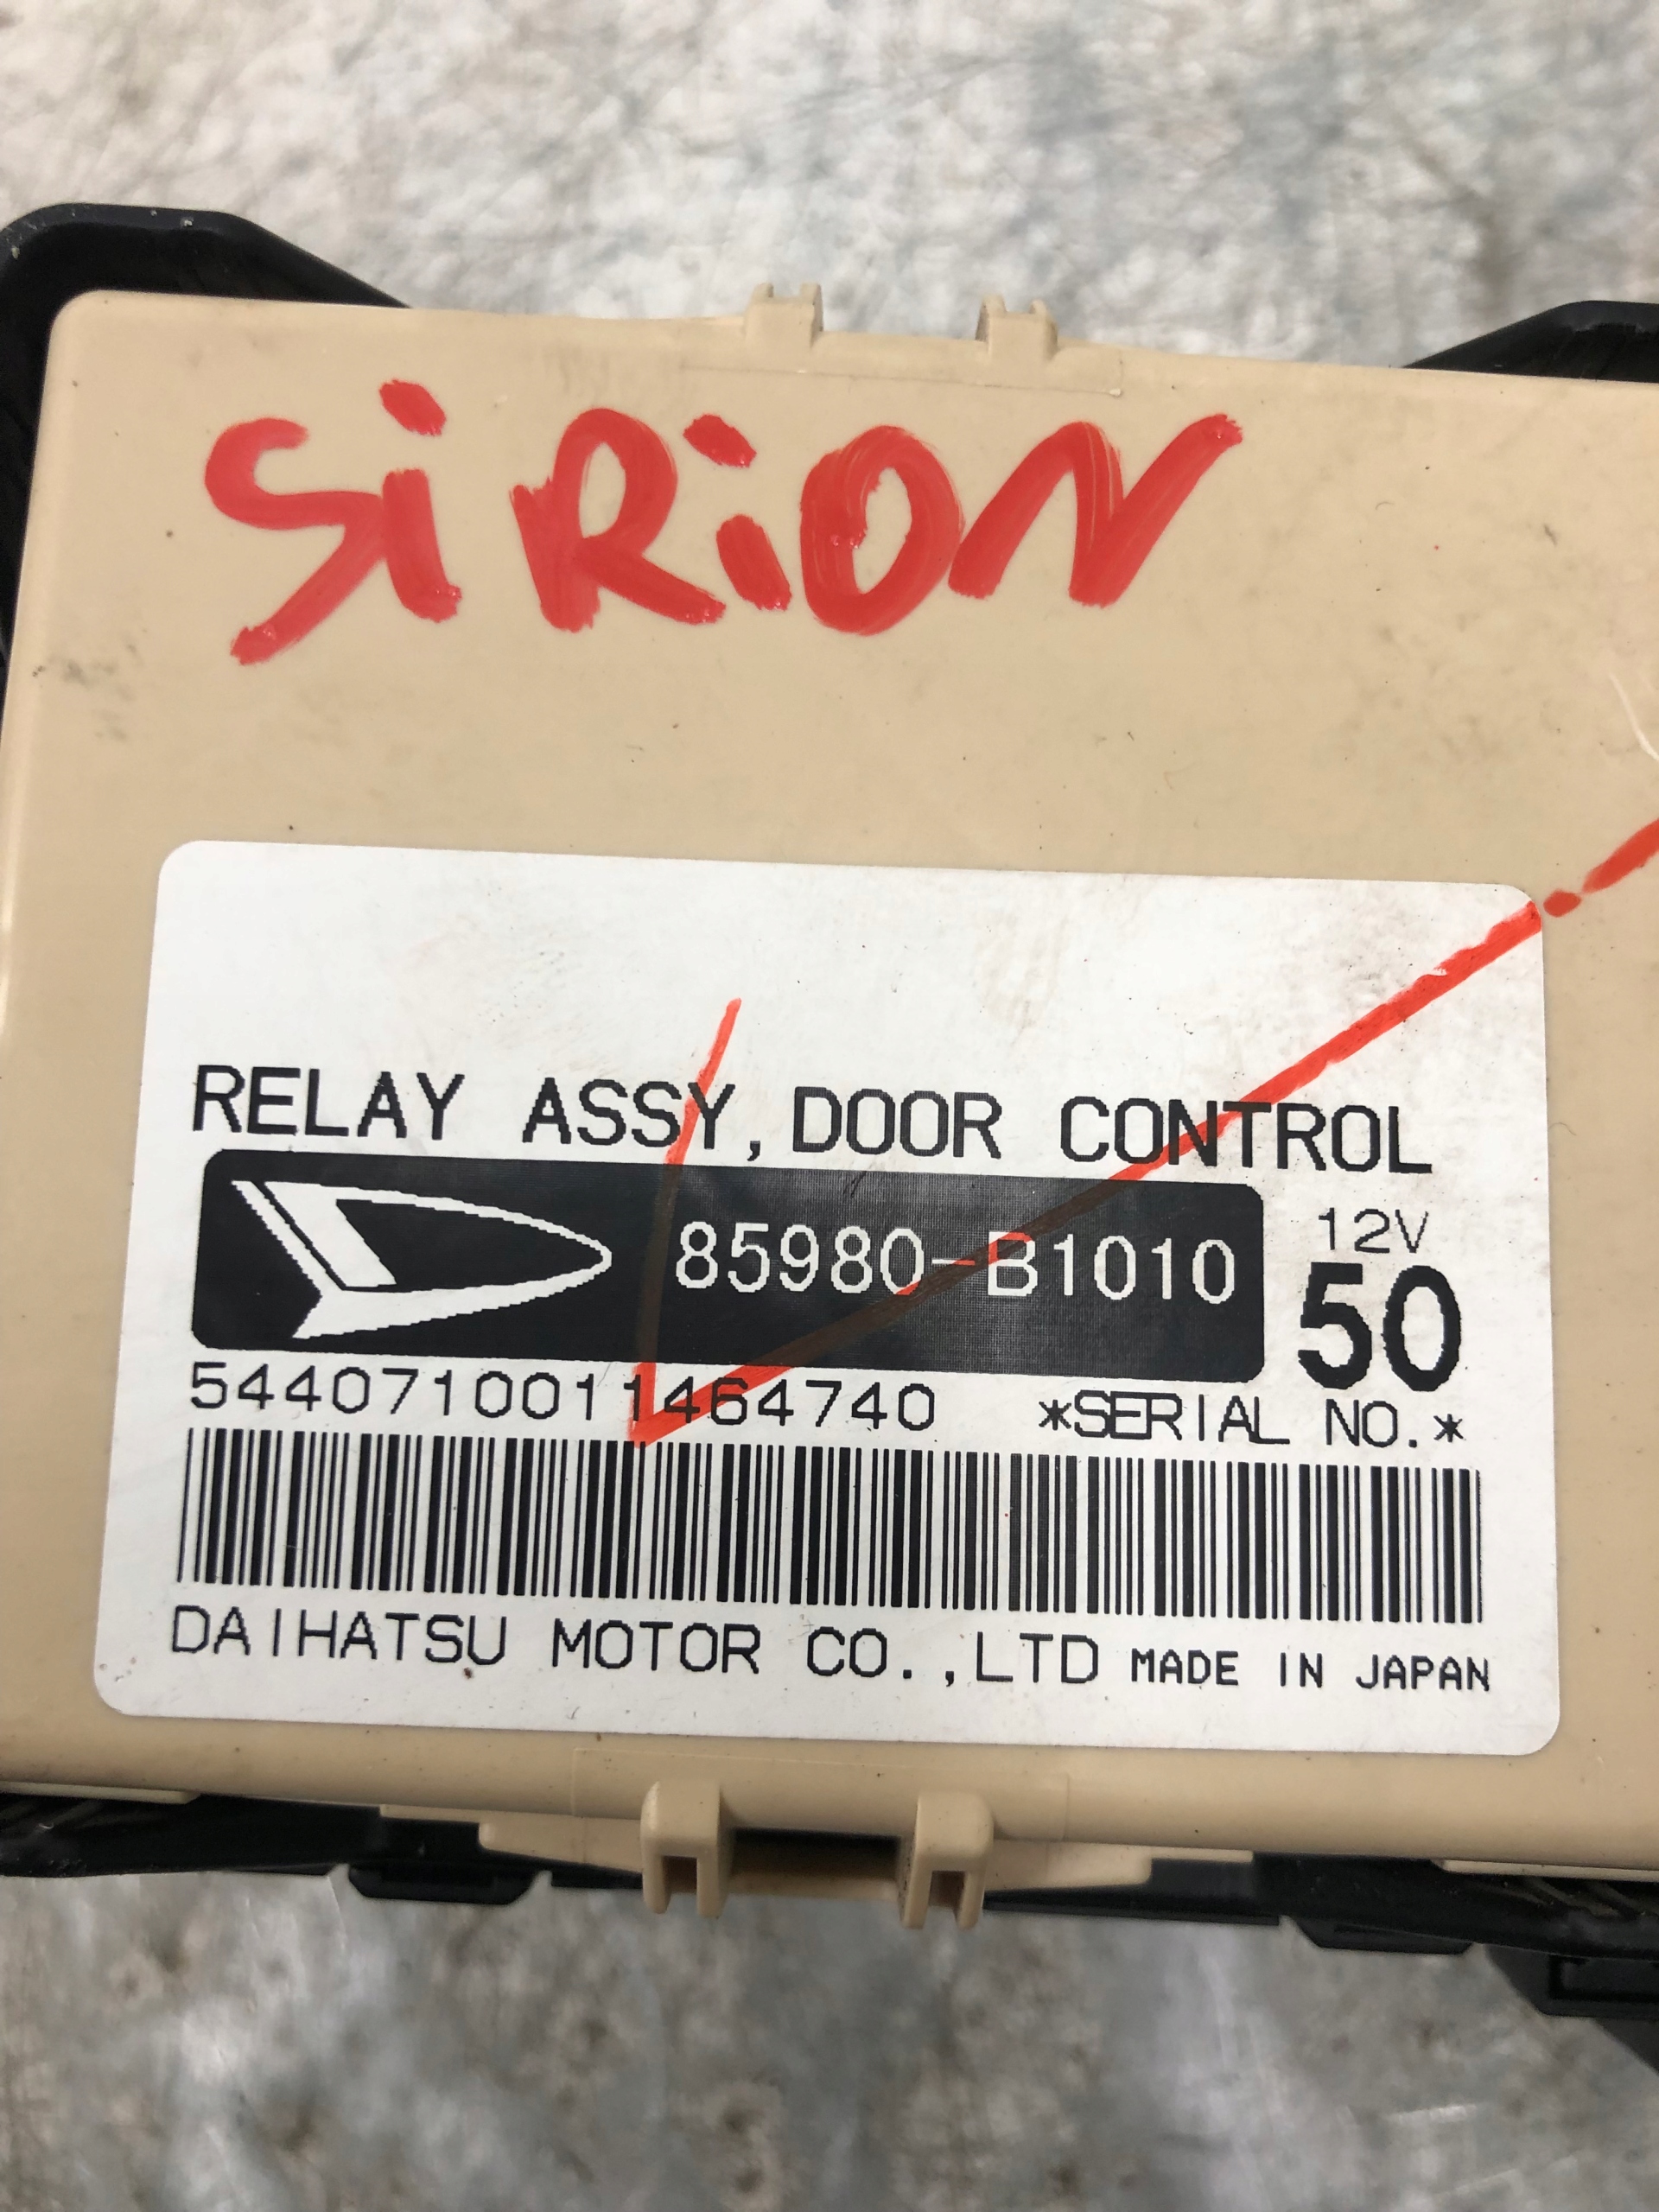 SiRiON
RELAY ASSY,DOOR CONTROL
85980-B1010
12V
50
5440710011464740 *SERIAL NO.*
DAIHATSU MOTOR CO.,LTD MADE IN JAPAN